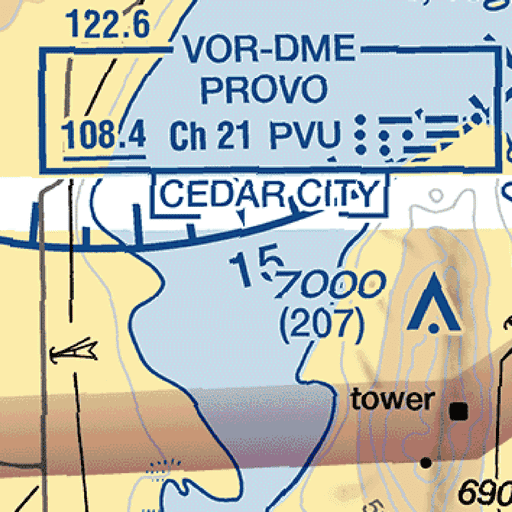 122.6
VOR-DME
PROVO
108.4 Ch 21 PVU
CEDAR CITY
15
7000
(207)
tower
690